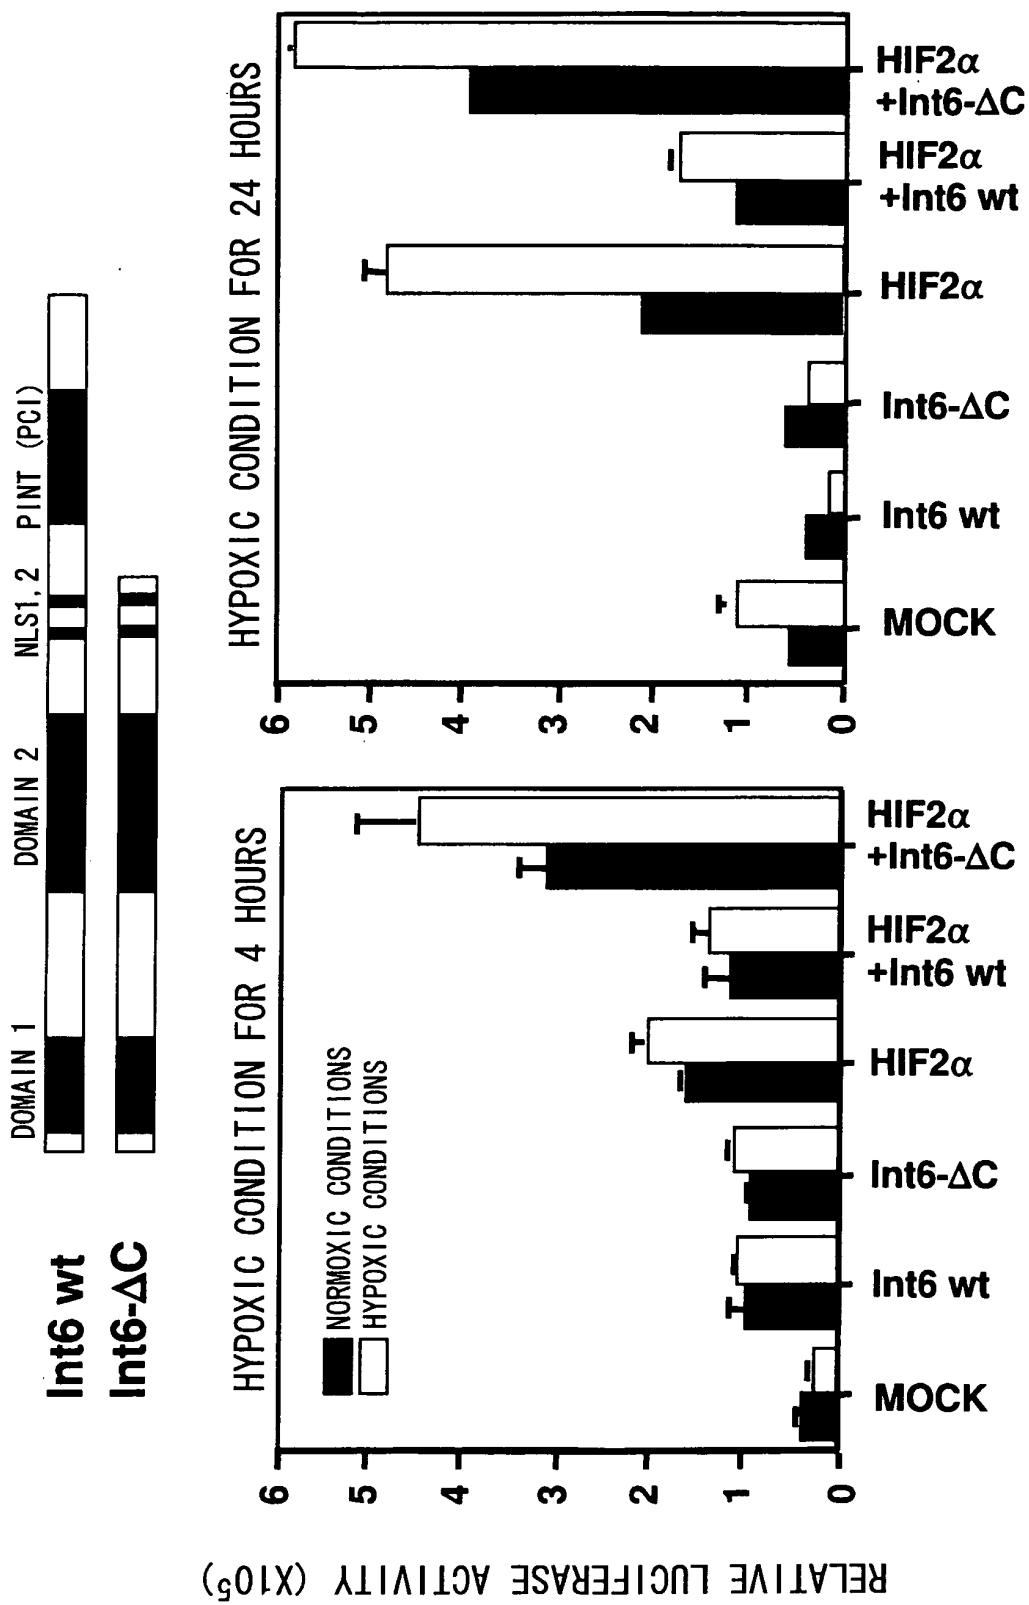 DOMAIN 1 DOMAIN 2 NLS1,2 PINT (PCI)
Int6 wt
Int6-ΔC
HYPOXIC CONDITION FOR 4 HOURS
NORMOXIC CONDITIONS
HYPOXIC CONDITIONS
RELATIVE LUCIFERASE ACTIVITY (X10⁵)
6
5
4
3
2
1
0
MOCK
Int6 wt
Int6-ΔC
HIF2α
HIF2α
+Int6 wt
HIF2α
+Int6-ΔC
HYPOXIC CONDITION FOR 24 HOURS
6
5
4
3
2
1
0
MOCK
Int6 wt
Int6-ΔC
HIF2α
HIF2α
+Int6 wt
HIF2α
+Int6-ΔC